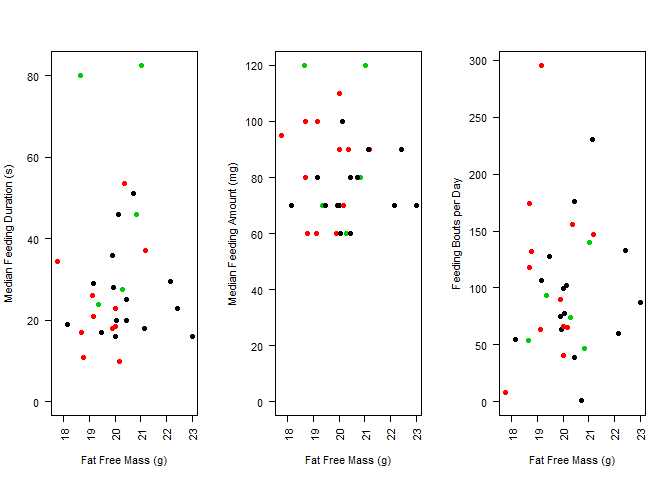 Median Feeding Duration (s)
80
60
40
20
0
18 19 20 21 22 23
Fat Free Mass (g)
Median Feeding Amount (mg)
120
100
80
60
40
20
0
18 19 20 21 22 23
Fat Free Mass (g)
Feeding Bouts per Day
300
250
200
150
100
50
0
18 19 20 21 22 23
Fat Free Mass (g)